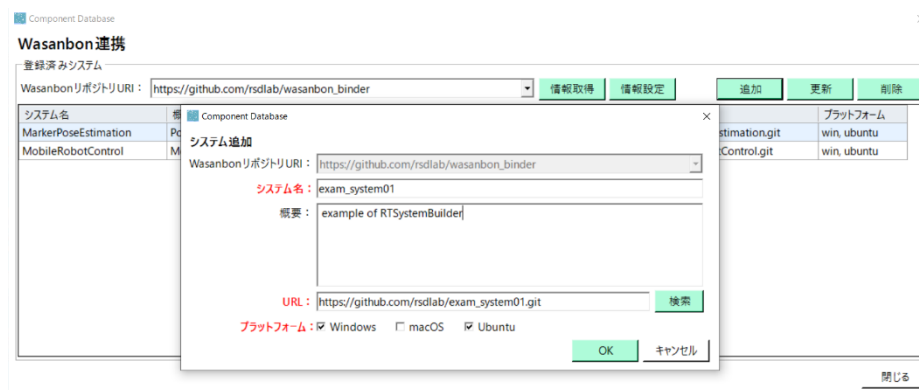 Component Database
Wasanbon連携
登録済みシステム
WasanbonリポジトリURI： https://github.com/rsdlab/wasanbon_binder 情報取得 情報設定 追加 更新 削除
システム名 概 プラットフォーム
MarkerPoseEstimation Po stimation.git win, ubuntu
MobileRobotControl M Control.git win, ubuntu
Component Database
システム追加
WasanbonリポジトリURI： https://github.com/rsdlab/wasanbon_binder
システム名： exam_system01
概要： example of RTSystemBuilder
URL： https://github.com/rsdlab/exam_system01.git 検索
プラットフォーム： Windows macOS Ubuntu
OK キャンセル
閉じる